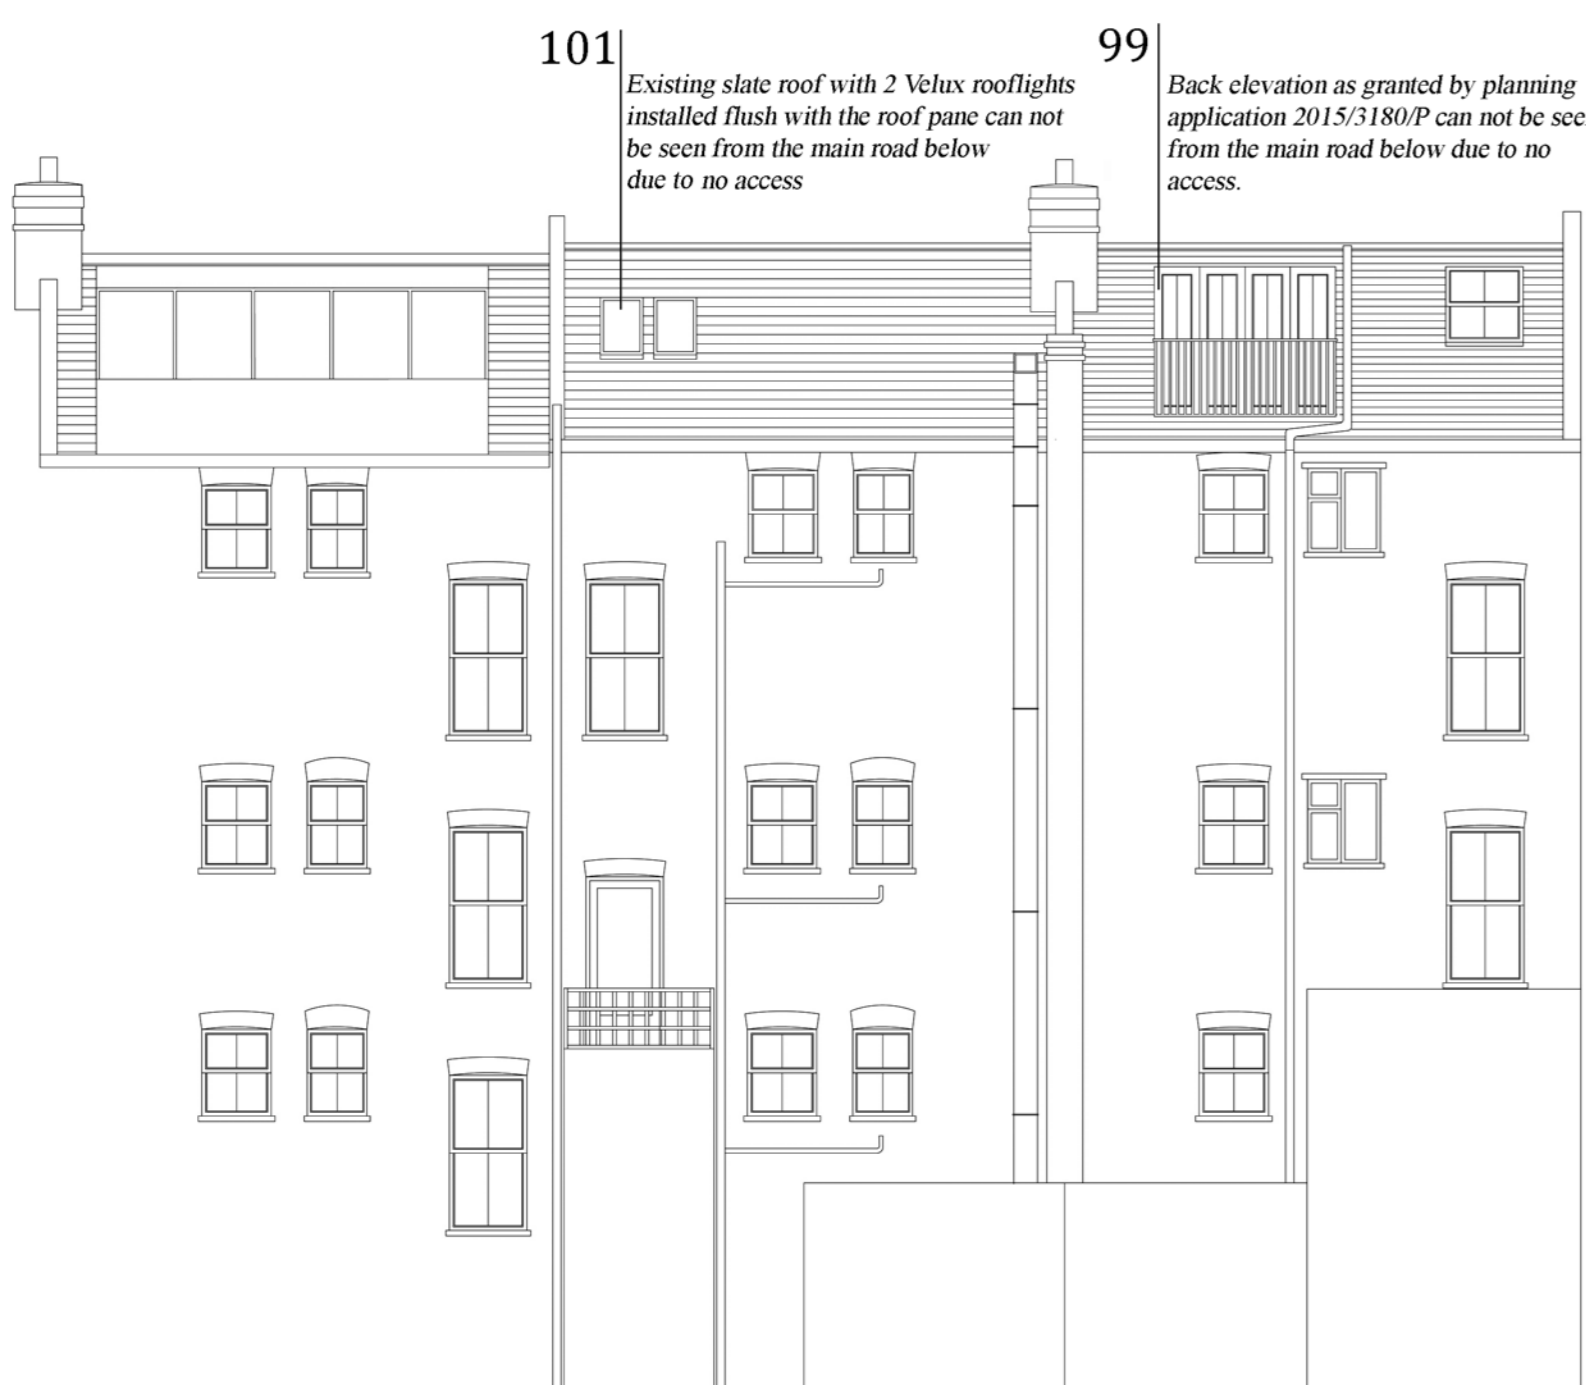 101
Existing slate roof with 2 Velux rooflights
installed flush with the roof pane can not
be seen from the main road below
due to no access
99
Back elevation as granted by planning
application 2015/3180/P can not be see
from the main road below due to no
access.